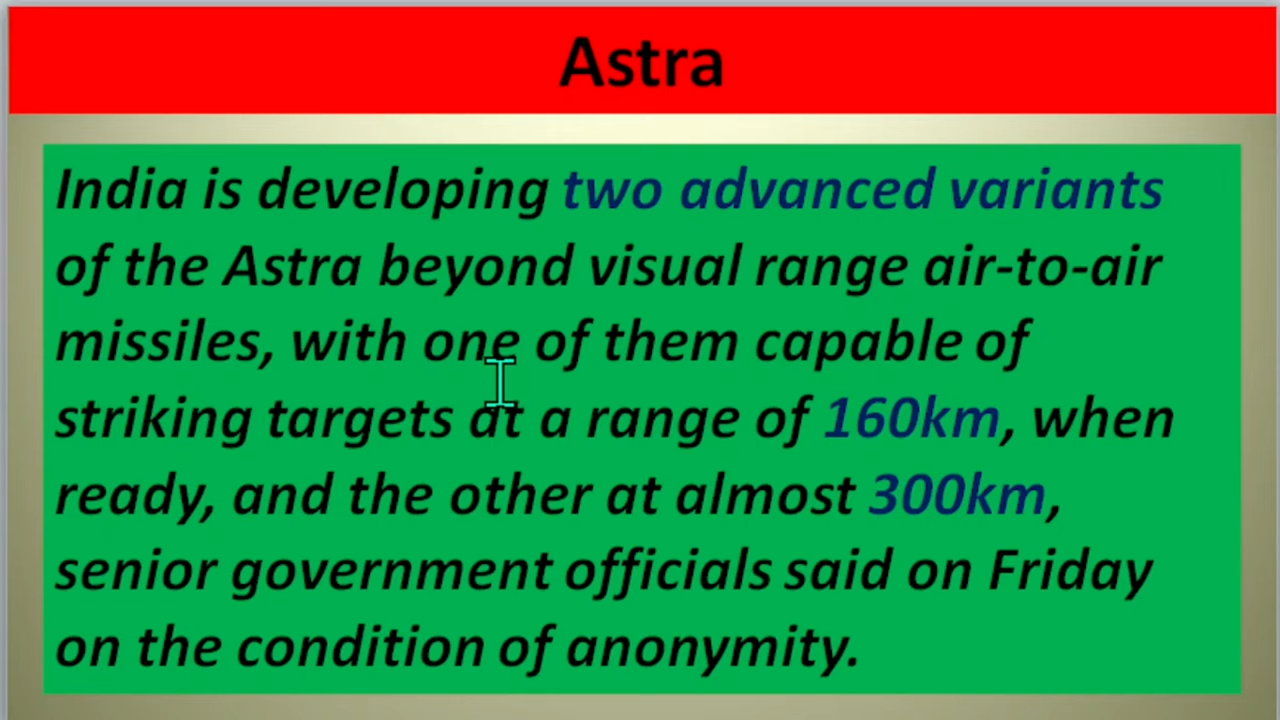 Astra
India is developing two advanced variants
of the Astra beyond visual range air-to-air
missiles, with one of them capable of
striking targets at a range of 160km, when
ready, and the other at almost 300km,
senior government officials said on Friday
on the condition of anonymity.